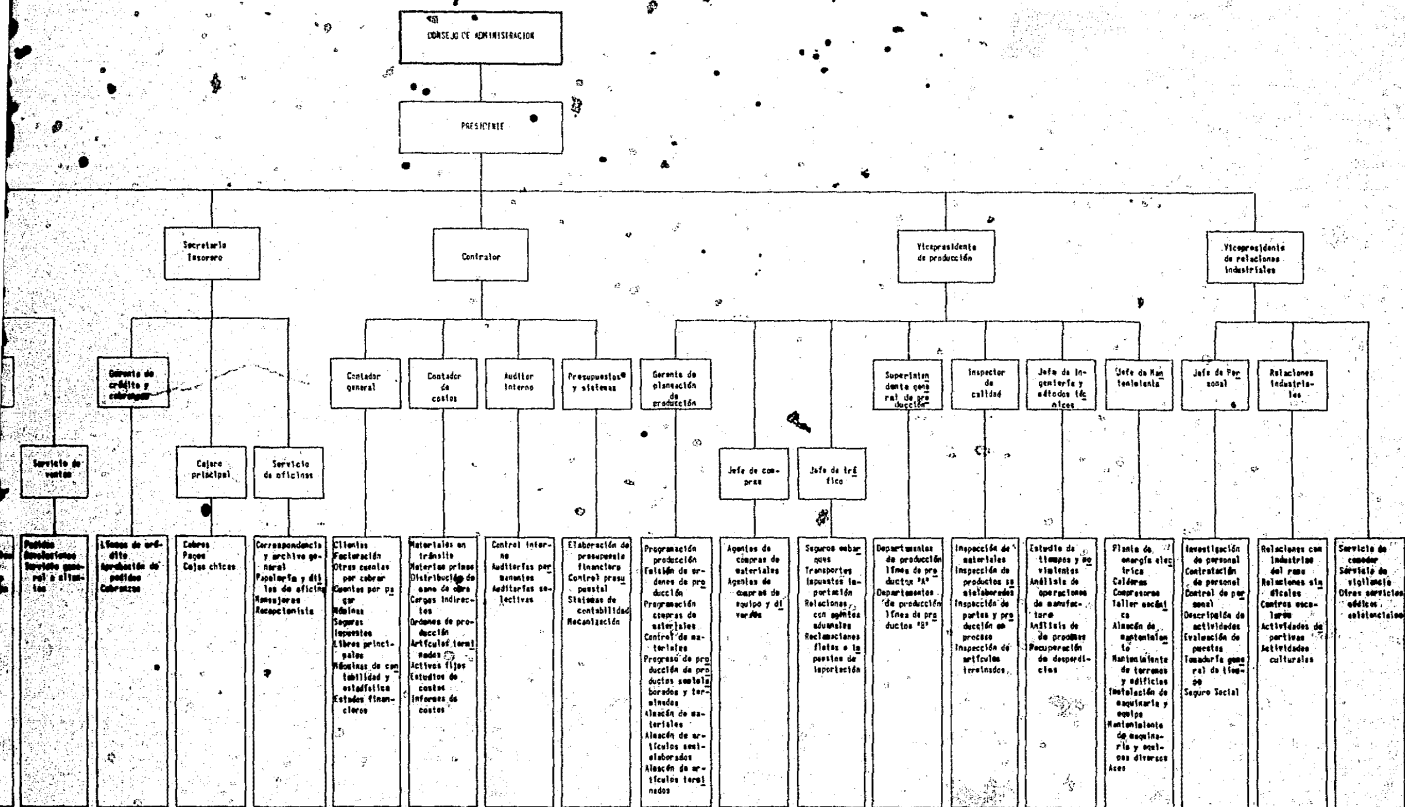 CONSEJO DE ADMINISTRACION
PRESIDENTE
Secretario
Tesorero
Contralor
Vicepresidente
de producción
Vicepresidente
de relaciones
industriales
Gerente de
crédito y
cobranzas
Contador
general
Contador
de
costos
Auditor
interno
Presupuestos
y sistemas
Gerente de
planeación
de
producción
Superinten
dente gene
ral de pro
ducción
Inspector
de
calidad
Jefe de In-
geniería y
métodos téc
nicos
Jefe de Man
tenimiento
Jefe de Per
sonal
Relaciones
industria-
les
Servicio de
ventas
Cajero
principal
Servicio
de oficinas
Jefe de com-
pras
Jefe de trá
fico
Pedidos
Devoluciones
Servicio gene-
ral a clien-
tes
Líneas de cré-
dito
Aprobación de
pedidos
Cobranzas
Cobros
Pagos
Cajas chicas
Correspondencia
y archivo ge-
neral
Papelería y úti
les de oficina
Mensajeros
Recepcionista
Clientes
Facturación
Otras cuentas
por cobrar
Cuentas por pa
gar
Nóminas
Seguros
Impuestos
Libros princi-
pales
Máquinas de con
tabilidad y
estadística
Estados finan-
cieros
Materiales en
tránsito
Materias primas
Distribución de
mano de obra
Cargos indirec-
tos
Ordenes de pro-
ducción
Artículos termi
nados
Activos fijos
Estudios de
costos
Informes de
costos
Control inter-
no
Auditorías per
manentes
Auditorías se-
lectivas
Elaboración de
presupuesto
financiero
Control presu
puestal
Sistemas de
contabilidad
Mecanización
Programación
producción
Emisión de or-
denes de pro
ducción
Programación
compras de
materiales
Control de ma-
teriales
Progreso de pro
ducción de pro
ductos semiela
borados y ter-
minados
Almacén de ma-
teriales
Almacén de ar-
tículos semi-
elaborados
Almacén de ar-
tículos termi
nados
Agentes de
compras de
materiales
Agentes de
compras de
equipo y di
versos
Seguros embar
ques
Transportes
Impuestos im-
portación
Relaciones
con agentes
aduanales
Reclamaciones
fletes e im
puestos de
importación
Departamentos
de producción
línea de pro
ductos "A"
Departamentos
de producción
línea de pro
ductos "B"
Inspección de
materiales
Inspección de
productos se
mielaborados
Inspección de
partes y pro
ducción en
proceso
Inspección de
artículos
terminados
Estudio de
tiempos y mo
vimientos
Análisis de
operaciones
de manufac-
tura
Análisis de
de pruebas
Recuperación
de desperdi-
cios
Planta de
energía eléc
trica
Calderas
Compresoras
Taller mecáni
co
Almacén de
mantenimien
to
Mantenimiento
de terrenos
y edificios
Instalación de
maquinaria y
equipo
Mantenimiento
de maquina-
ria y equi-
pos diversos
Aseo
Investigación
de personal
Contratación
de personal
Control de per
sonal
Descripción de
actividades
Evaluación de
puestos
Tomaduría gene
ral de tiem-
po
Seguro Social
Relaciones con
industrias
del ramo
Relaciones sin
dicales
Centros esco-
lares
Actividades de
portivas
Actividades
culturales
Servicio de
comedor
Servicio de
vigilancia
Otros servicios
médicos
asistenciales